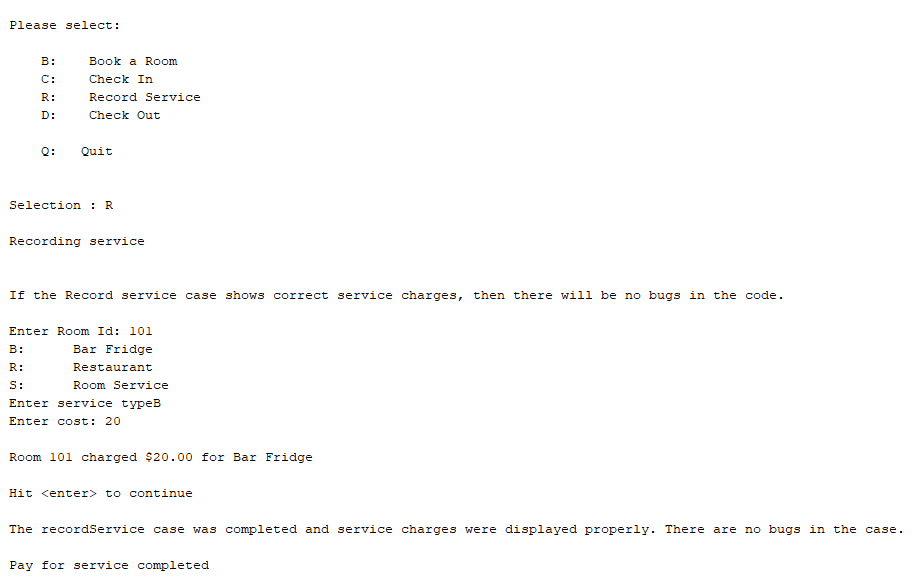 Please select:
B: Book a Room
C: Check In
R: Record Service
D: Check Out
Q: Quit
Selection : R
Recording service
If the Record service case shows correct service charges, then there will be no bugs in the code.
Enter Room Id: 101
B: Bar Fridge
R: Restaurant
S: Room Service
Enter service typeB
Enter cost: 20
Room 101 charged $20.00 for Bar Fridge
Hit <enter> to continue
The recordService case was completed and service charges were displayed properly. There are no bugs in the case.
Pay for service completed